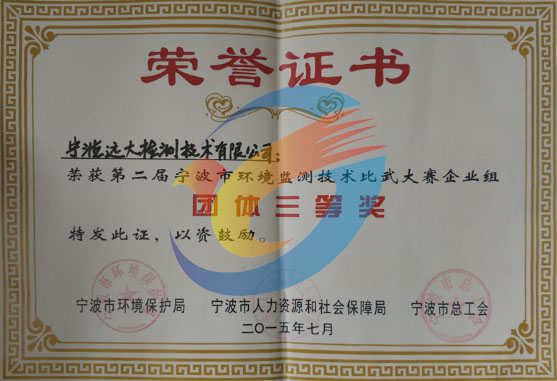 荣誉证书
宁波远大检测技术有限公司：
荣获第二届宁波市环境监测技术比武大赛企业组
团体三等奖
特发此证，以资鼓励。
宁波市环境保护局 宁波市人力资源和社会保障局 宁波市总工会
二〇一五年七月